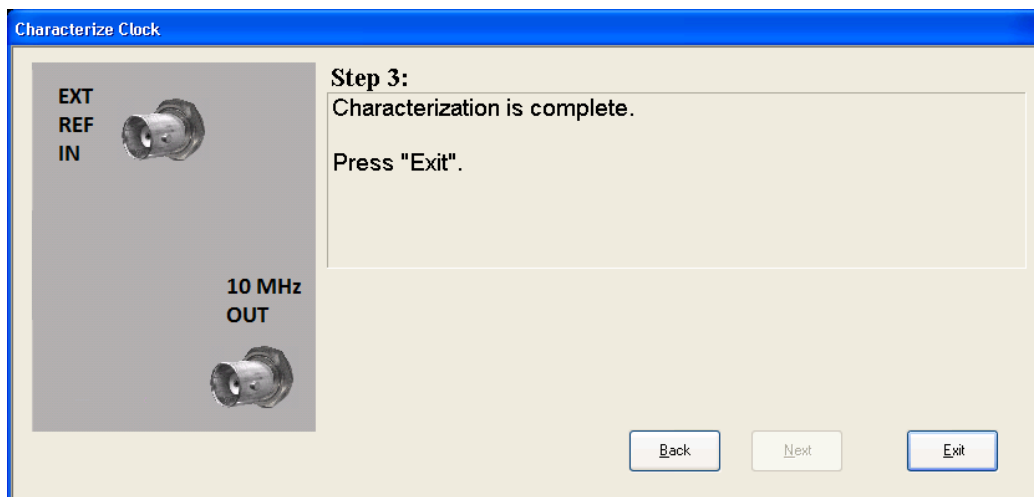 Characterize Clock
EXT
REF
IN
10 MHz
OUT
Step 3:
Characterization is complete.
Press "Exit".
Back
Next
Exit